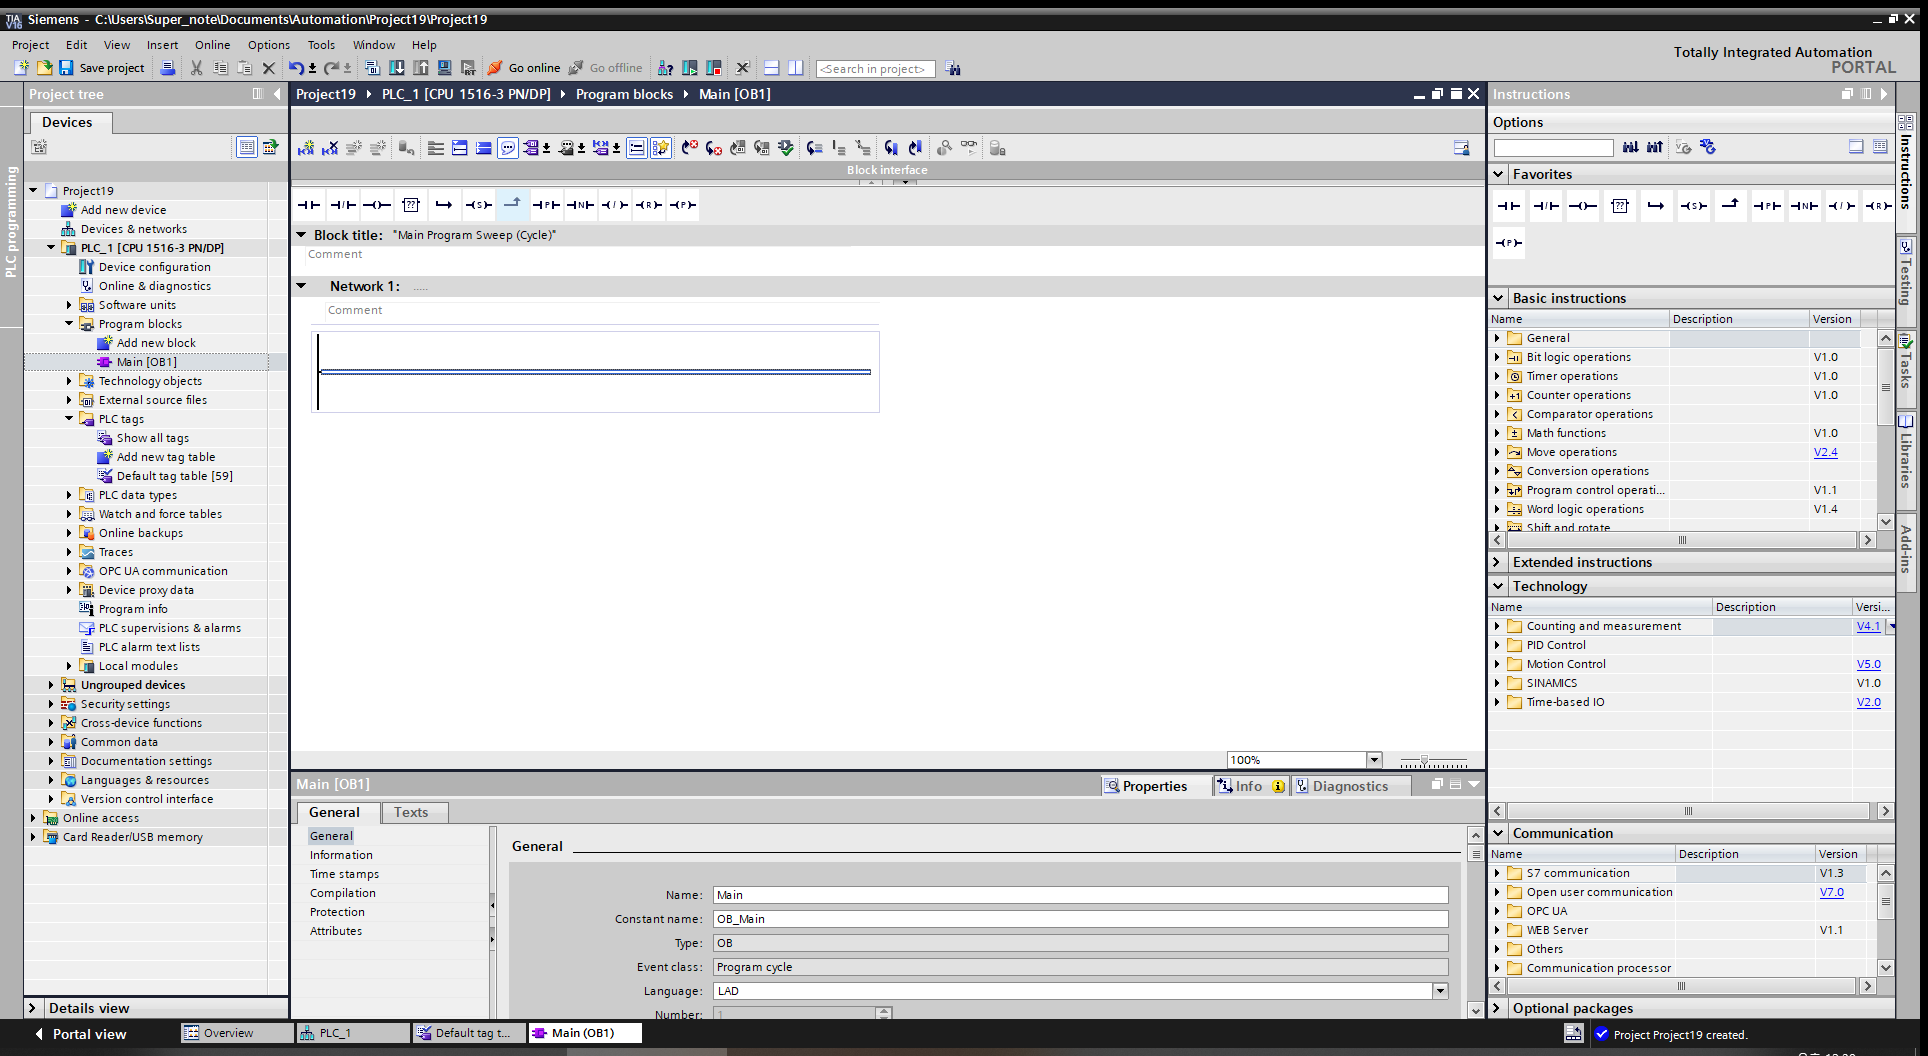 Siemens - C:\Users\Super_note\Documents\Automation\Project19\Project19
Project Edit View Insert Online Options Tools Window Help
Totally Integrated Automation
PORTAL
Save project
Go online
Go offline
<Search in project>
Project tree
Devices
PLC programming
Project19
Add new device
Devices & networks
PLC_1 [CPU 1516-3 PN/DP]
Device configuration
Online & diagnostics
Software units
Program blocks
Add new block
Main [OB1]
Technology objects
External source files
PLC tags
Show all tags
Add new tag table
Default tag table [59]
PLC data types
Watch and force tables
Online backups
Traces
OPC UA communication
Device proxy data
Program info
PLC supervisions & alarms
PLC alarm text lists
Local modules
Ungrouped devices
Security settings
Cross-device functions
Common data
Documentation settings
Languages & resources
Version control interface
Online access
Card Reader/USB memory
Details view
Project19 PLC_1 [CPU 1516-3 PN/DP] Program blocks Main [OB1]
Block interface
Block title: "Main Program Sweep (Cycle)"
Comment
Network 1: .....
Comment
100%
Main [OB1]
Properties Info Diagnostics
General Texts
General
Information
Time stamps
Compilation
Protection
Attributes
General
Name: Main
Constant name: OB_Main
Type: OB
Event class: Program cycle
Language: LAD
Number: 1
Instructions
Options
Favorites
Basic instructions
Name Description Version
General
Bit logic operations V1.0
Timer operations V1.0
Counter operations V1.0
Comparator operations
Math functions V1.0
Move operations V2.4
Conversion operations
Program control operati... V1.1
Word logic operations V1.4
Shift and rotate
Extended instructions
Technology
Name Description Versi...
Counting and measurement V4.1
PID Control
Motion Control V5.0
SINAMICS V1.0
Time-based IO V2.0
Communication
Name Description Version
S7 communication V1.3
Open user communication V7.0
OPC UA
WEB Server V1.1
Others
Communication processor
Optional packages
Instructions
Testing
Tasks
Libraries
Add-ins
Portal view
Overview
PLC_1
Default tag t...
Main (OB1)
Project Project19 created.